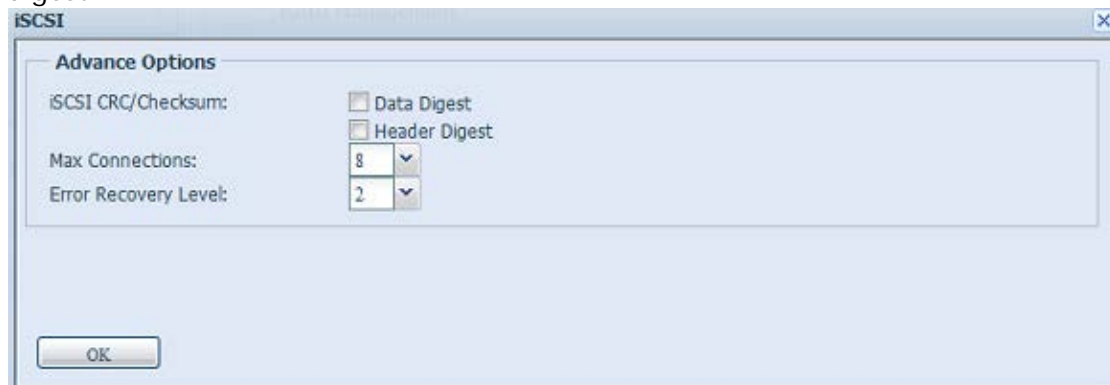 iSCSI
Advance Options
iSCSI CRC/Checksum:
Data Digest
Header Digest
Max Connections: 8
Error Recovery Level: 2
OK